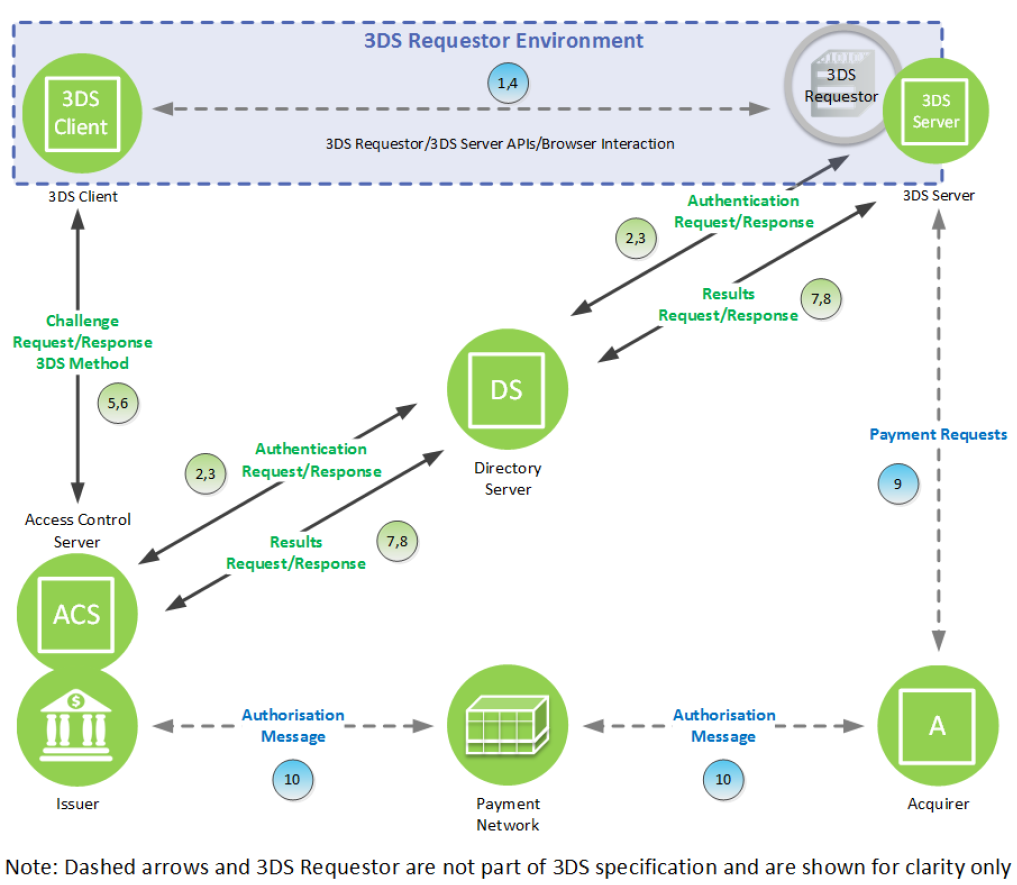 3DS Requestor Environment
3DS
Client
1,4
3DS
Requestor
3DS
Server
3DS Requestor/3DS Server APIs/Browser Interaction
3DS Client
3DS Server
Authentication
Request/Response
2,3
Results
Request/Response
7,8
Challenge
Request/Response
3DS Method
5,6
DS
Directory
Server
Payment Requests
9
Authentication
Request/Response
2,3
Results
Request/Response
7,8
Access Control
Server
ACS
$
Issuer
Authorisation
Message
10
Payment
Network
Authorisation
Message
10
A
Acquirer
Note: Dashed arrows and 3DS Requestor are not part of 3DS specification and are shown for clarity only